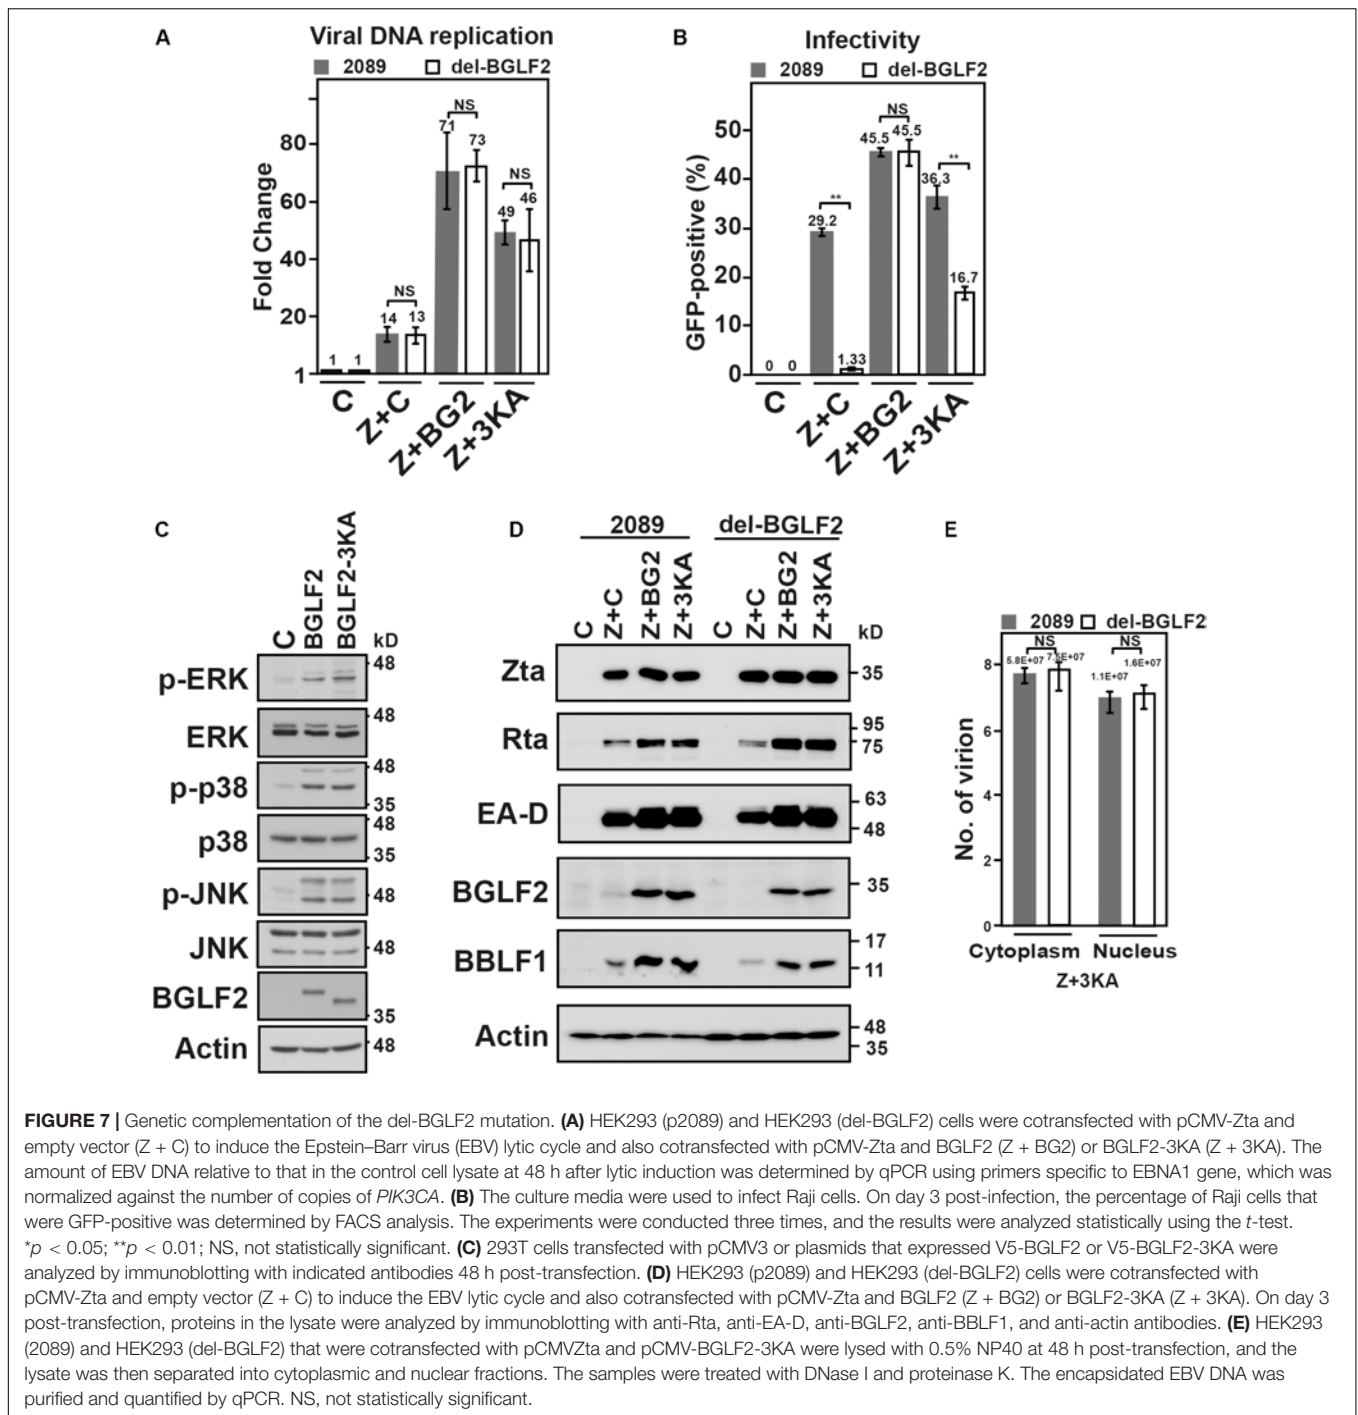 A
Viral DNA replication
2089 del-BGLF2
Fold Change
80
60
40
20
1
1 1
14 13
71 73
49 46
NS
NS
NS
C
Z+C
Z+BG2
Z+3KA
B
Infectivity
2089 del-BGLF2
GFP-positive (%)
50
40
30
20
10
0
0 0
29.2 1.33
45.5 45.5
36.3 16.7
**
NS
**
C
Z+C
Z+BG2
Z+3KA
C
C
BGLF2
BGLF2-3KA
kD
p-ERK 48
ERK 48
p-p38 48
35
p38 48
35
p-JNK 48
JNK 48
BGLF2 35
Actin 48
D
2089 del-BGLF2
C Z+C Z+BG2 Z+3KA C Z+C Z+BG2 Z+3KA kD
Zta 35
Rta 95
75
EA-D 63
48
BGLF2 35
BBLF1 17
11
Actin 48
35
E
2089 del-BGLF2
No. of virion
8
6
4
2
0
NS NS
5.8E+07 7.5E+07
1.1E+07 1.6E+07
Cytoplasm Nucleus
Z+3KA
FIGURE 7 | Genetic complementation of the del-BGLF2 mutation. (A) HEK293 (p2089) and HEK293 (del-BGLF2) cells were cotransfected with pCMV-Zta and
empty vector (Z + C) to induce the Epstein–Barr virus (EBV) lytic cycle and also cotransfected with pCMV-Zta and BGLF2 (Z + BG2) or BGLF2-3KA (Z + 3KA). The
amount of EBV DNA relative to that in the control cell lysate at 48 h after lytic induction was determined by qPCR using primers specific to EBNA1 gene, which was
normalized against the number of copies of PIK3CA. (B) The culture media were used to infect Raji cells. On day 3 post-infection, the percentage of Raji cells that
were GFP-positive was determined by FACS analysis. The experiments were conducted three times, and the results were analyzed statistically using the t-test.
*p < 0.05; **p < 0.01; NS, not statistically significant. (C) 293T cells transfected with pCMV3 or plasmids that expressed V5-BGLF2 or V5-BGLF2-3KA were
analyzed by immunoblotting with indicated antibodies 48 h post-transfection. (D) HEK293 (p2089) and HEK293 (del-BGLF2) cells were cotransfected with
pCMV-Zta and empty vector (Z + C) to induce the EBV lytic cycle and also cotransfected with pCMV-Zta and BGLF2 (Z + BG2) or BGLF2-3KA (Z + 3KA). On day 3
post-transfection, proteins in the lysate were analyzed by immunoblotting with anti-Rta, anti-EA-D, anti-BGLF2, anti-BBLF1, and anti-actin antibodies. (E) HEK293
(2089) and HEK293 (del-BGLF2) that were cotransfected with pCMVZta and pCMV-BGLF2-3KA were lysed with 0.5% NP40 at 48 h post-transfection, and the
lysate was then separated into cytoplasmic and nuclear fractions. The samples were treated with DNase I and proteinase K. The encapsidated EBV DNA was
purified and quantified by qPCR. NS, not statistically significant.